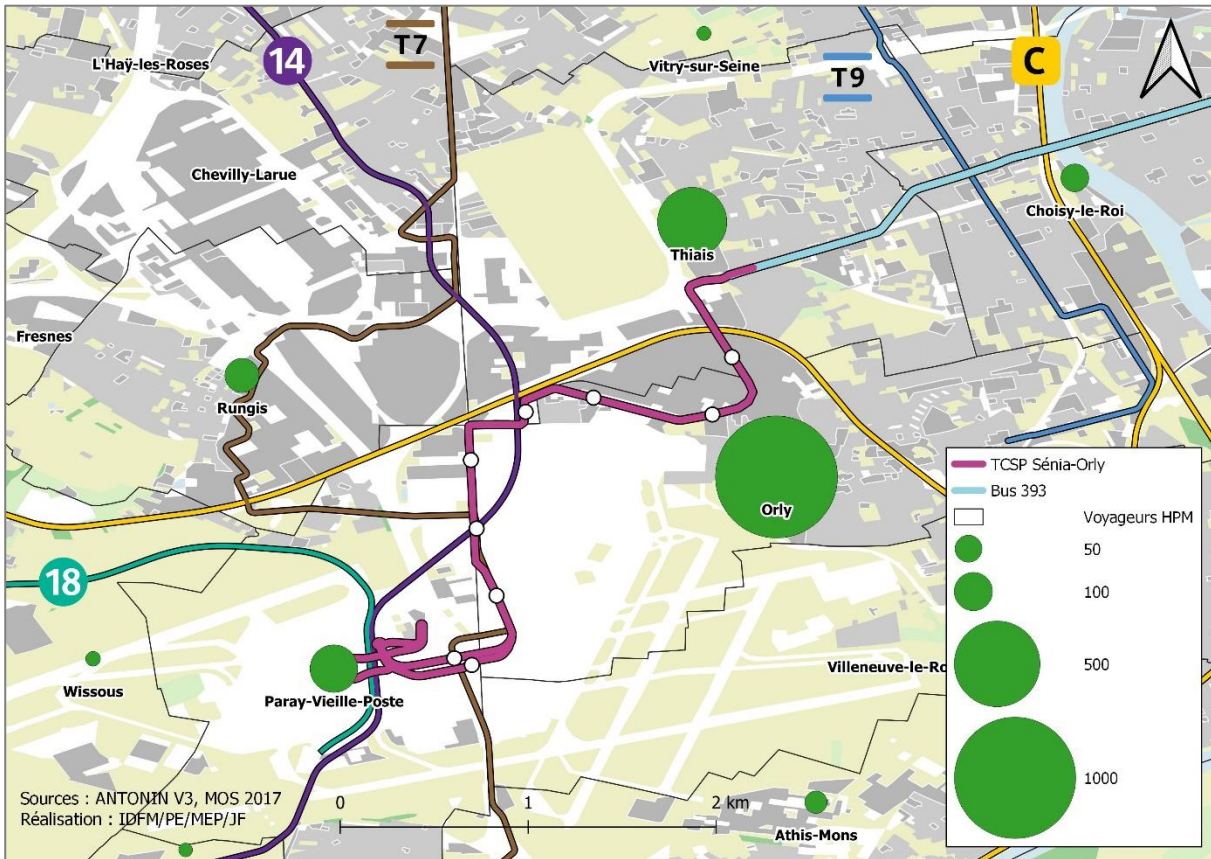 14
T7
L'Haÿ-les-Roses
Vitry-sur-Seine
T9
C
Chevilly-Larue
Choisy-le-Roi
Thiais
Fresnes
Rungis
Orly
18
Wissous
Paray-Vieille-Poste
Villeneuve-le-Ro
Athis-Mons
TCSP Sénia-Orly
Bus 393
Voyageurs HPM
50
100
500
1000
Sources : ANTONIN V3, MOS 2017
Réalisation : IDFM/PE/MEP/JF
0 1 2 km